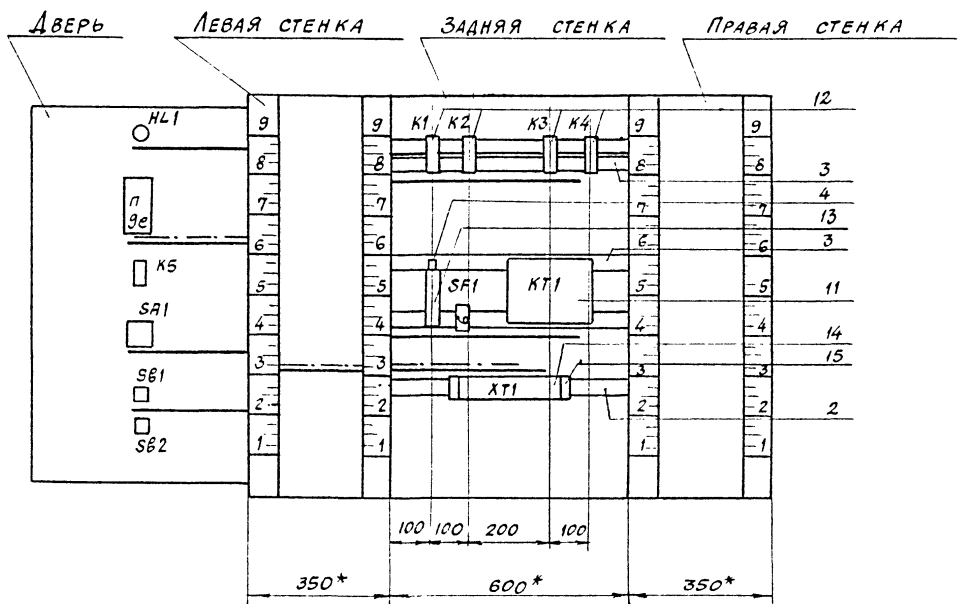 ДВЕРЬ ЛЕВАЯ СТЕНКА ЗАДНЯЯ СТЕНКА ПРАВАЯ СТЕНКА
12
HL1
9 9 K1 K2 K3 K4 9 9
8 8 8 8
3
4
п
9е
7 7 7 7
13
6 6 6 6
3
K5
5 5 SF1 KT1 5 5
11
SA1
4 4 4 4
14
15
3 3 3 3
SB1
XT1
2 2 2 2
2
SB2
1 1 1 1
100 100 200 100
350* 600* 350*